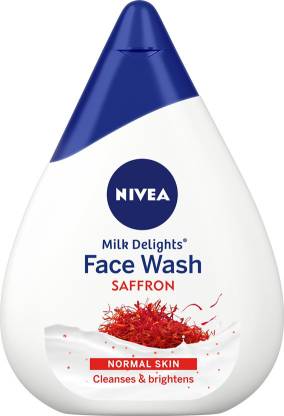 NIVEA
Milk Delights®
Face Wash
SAFFRON
NORMAL SKIN
Cleanses & brightens